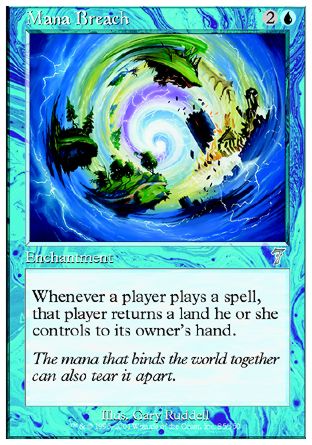 Mana Breach 2
Enchantment
Whenever a player plays a spell,
that player returns a land he or she
controls to its owner's hand.
The mana that binds the world together
can also tear it apart.
Illus. Gary Ruddell